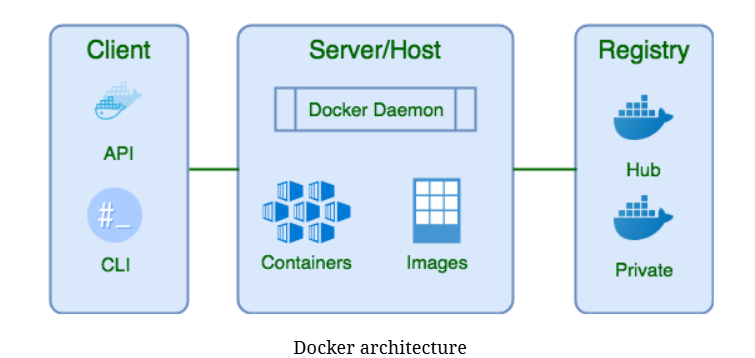 Client
API
#_
CLI
Server/Host
Docker Daemon
Containers
Images
Registry
Hub
Private
Docker architecture